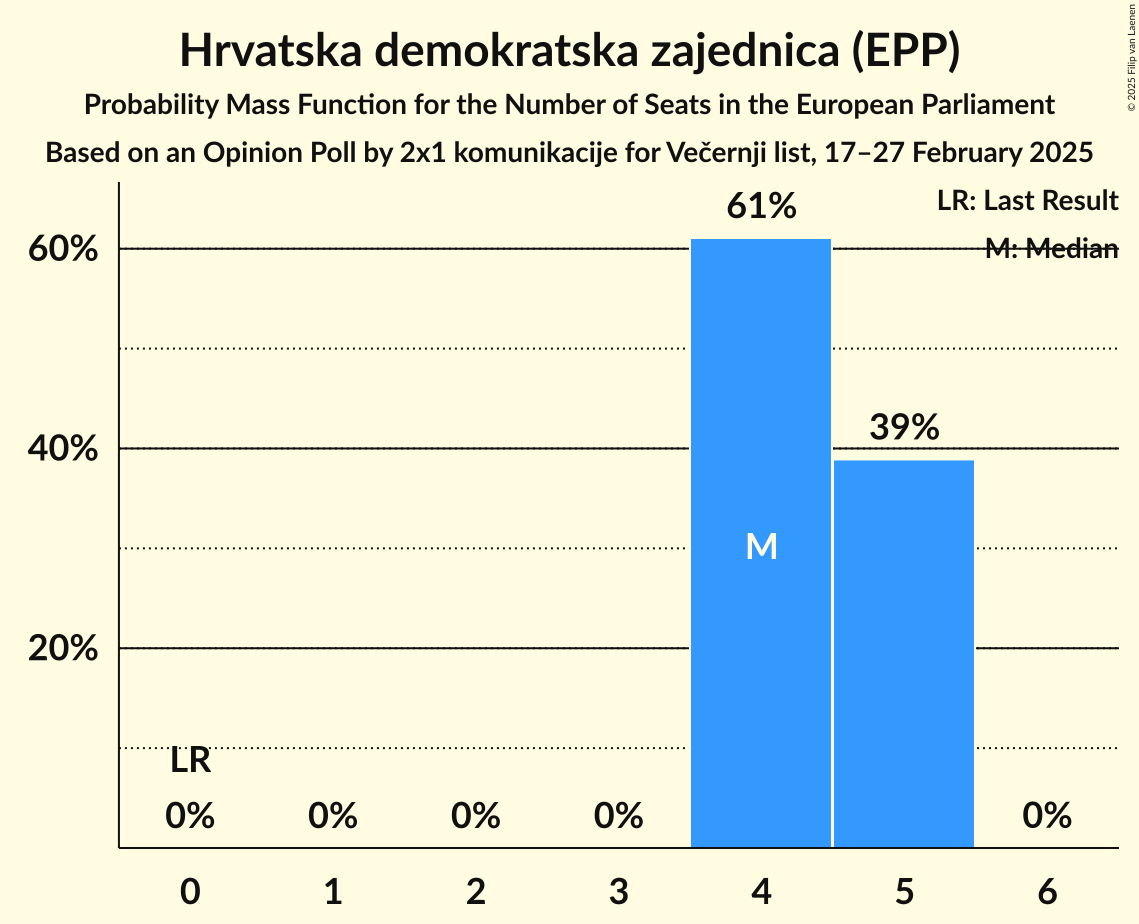 Hrvatska demokratska zajednica (EPP)
Probability Mass Function for the Number of Seats in the European Parliament
Based on an Opinion Poll by 2x1 komunikacije for Večernji list, 17–27 February 2025
© 2025 Filip van Laenen
LR: Last Result
M: Median
60%
40%
20%
61%
39%
M
LR
0%
0%
0%
0%
0%
0
1
2
3
4
5
6